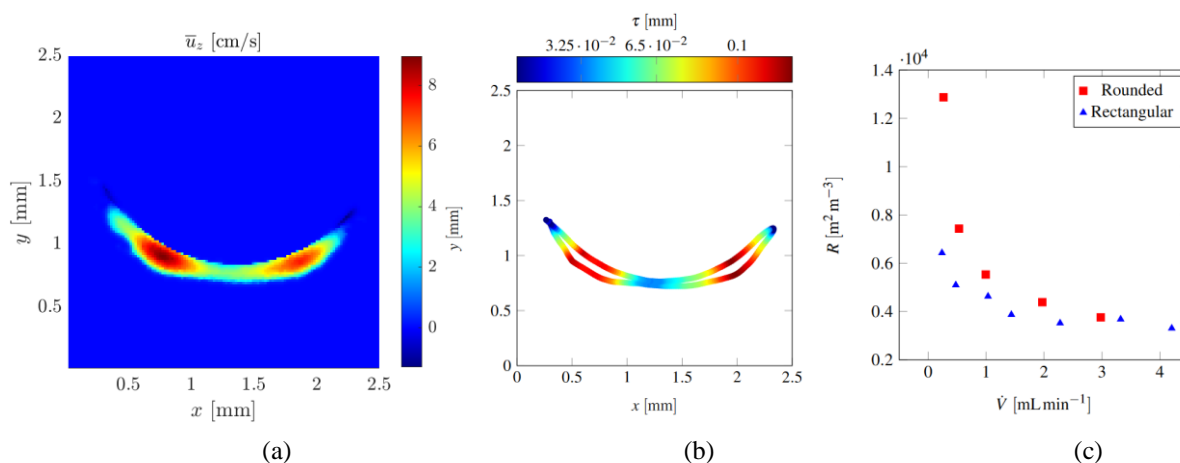 u̅_z [cm/s]
2.5
2
1.5
1
0.5
y [mm]
0.5
1
1.5
2
2.5
x [mm]
8
6
4
2
0
(a)
τ [mm]
3.25 · 10⁻²
6.5 · 10⁻²
0.1
2.5
2
1.5
1
0.5
0
y [mm]
0
0.5
1
1.5
2
2.5
x [mm]
(b)
·10⁴
1.4
1.2
1
0.8
0.6
0.4
0.2
R [m² m⁻³]
Rounded
Rectangular
0
1
2
3
4
V̇ [mL min⁻¹]
(c)